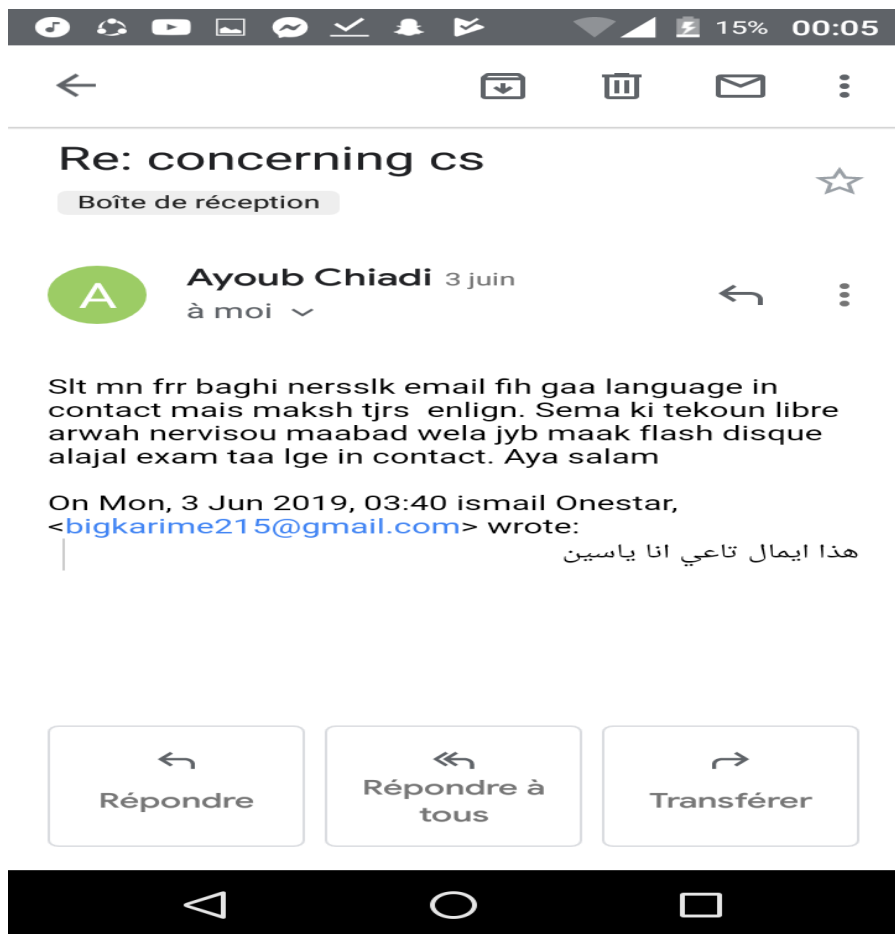 15% 00:05
Re: concerning cs
Boîte de réception
Ayoub Chiadi 3 juin
A
à moi
Slt mn frr baghi nersslk email fih gaa language in
contact mais maksh tjrs enlign. Sema ki tekoun libre
arwah nervisou maabad wela jyb maak flash disque
alajal exam taa lge in contact. Aya salam
On Mon, 3 Jun 2019, 03:40 ismail Onestar,
<bigkarime215@gmail.com> wrote:
هذا ايمال تاعي انا ياسين
Répondre
Répondre à
tous
Transférer